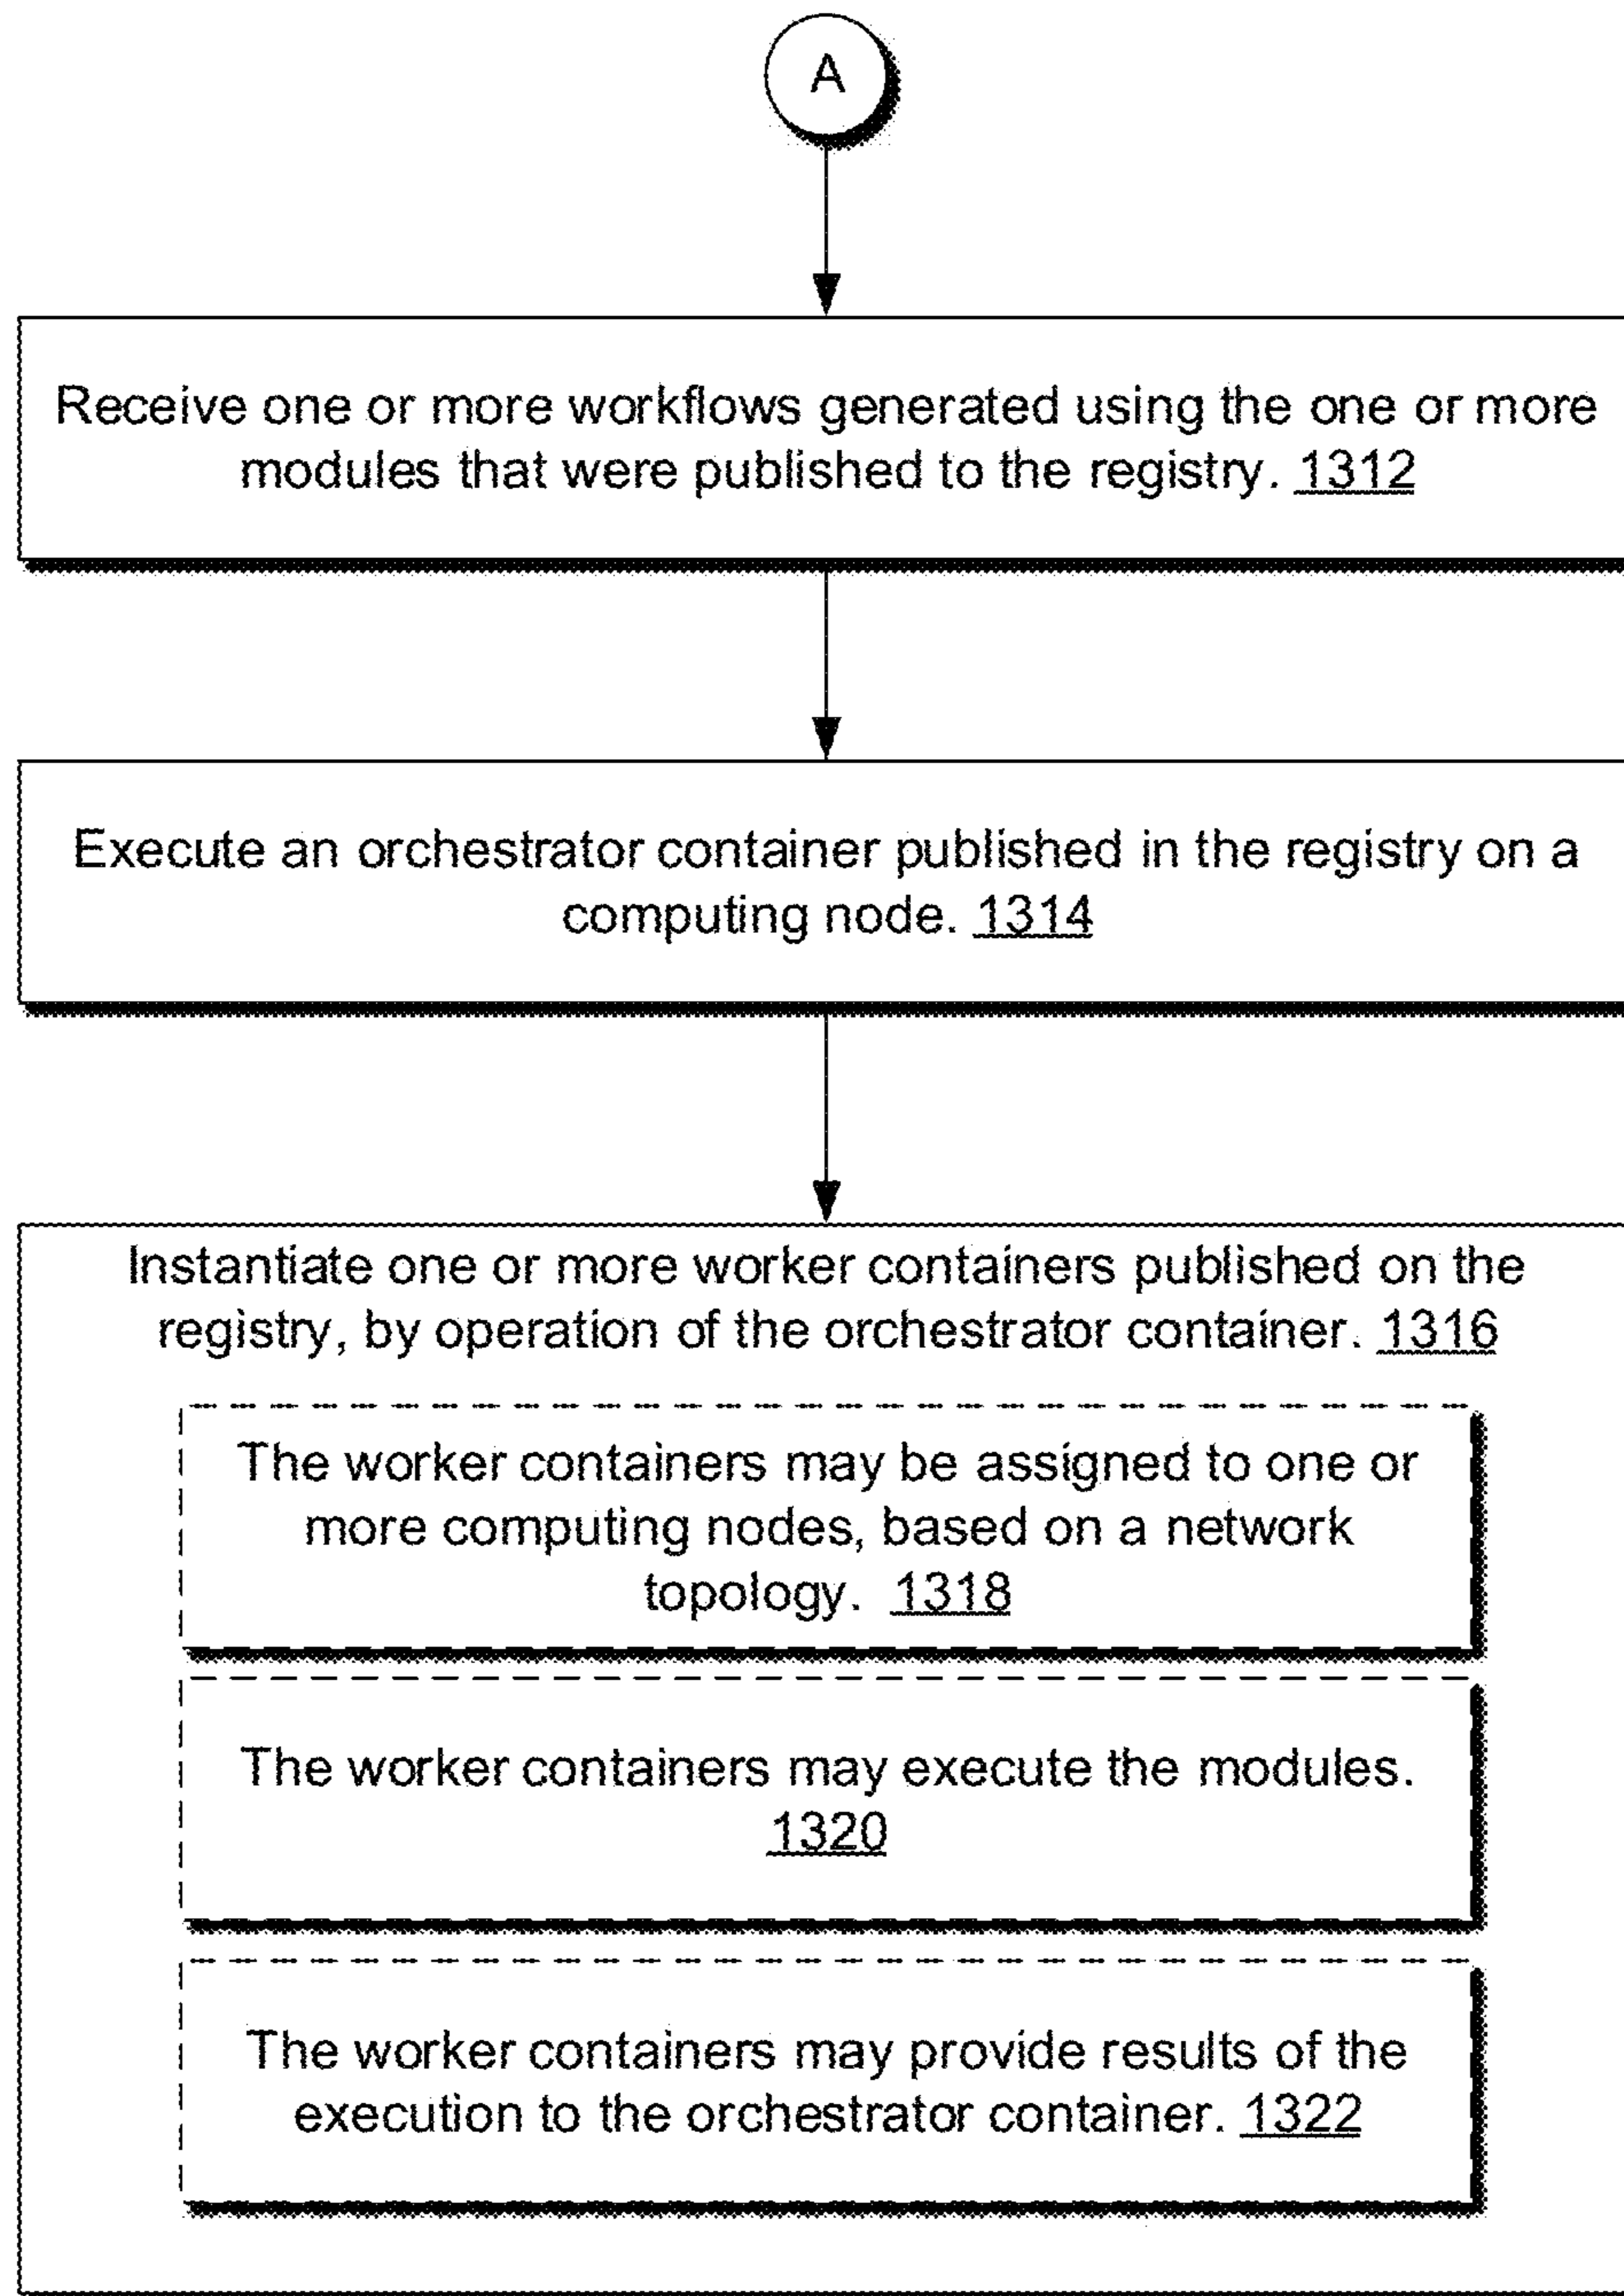 A
Receive one or more workflows generated using the one or more
modules that were published to the registry. 1312
Execute an orchestrator container published in the registry on a
computing node. 1314
Instantiate one or more worker containers published on the
registry, by operation of the orchestrator container. 1316
The worker containers may be assigned to one or
more computing nodes, based on a network
topology. 1318
The worker containers may execute the modules.
1320
The worker containers may provide results of the
execution to the orchestrator container. 1322